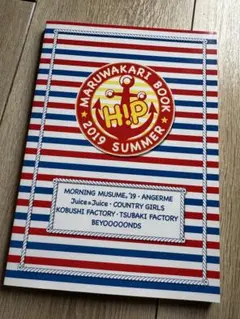 MARUWAKARI BOOK
H!P
2019 SUMMER
MORNING MUSUME。'19・ANGERME
Juice=Juice・COUNTRY GIRLS
KOBUSHI FACTORY・TSUBAKI FACTORY
BEYOOOOONDS